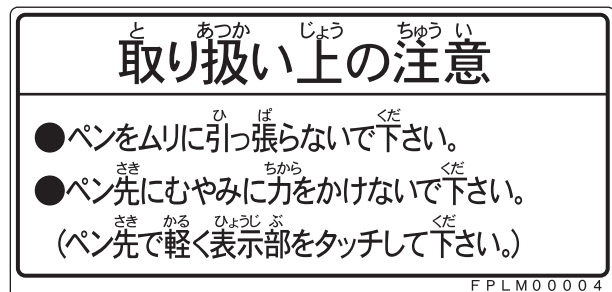 取り扱い上の注意
●ペンをムリに引っ張らないで下さい。
●ペン先にむやみに力をかけないで下さい。
(ペン先で軽く表示部をタッチして下さい。)
FPLM00004